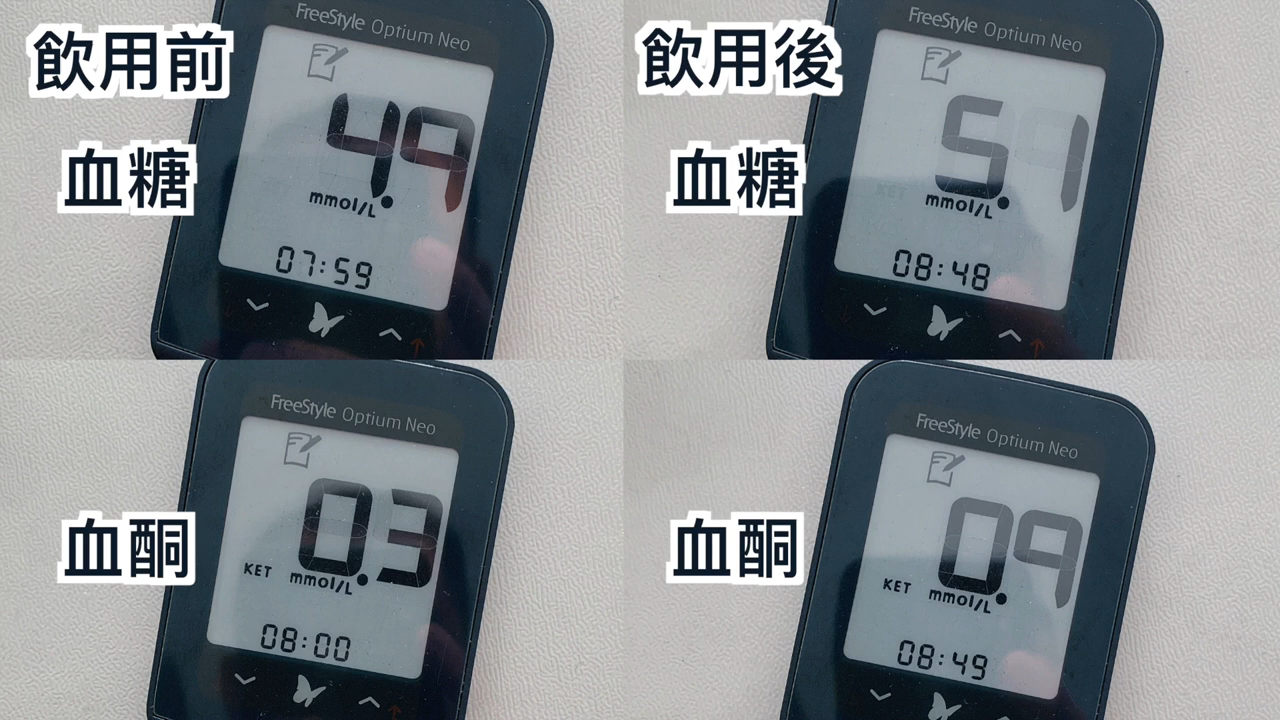 飲用前
血糖
FreeStyle Optium Neo
4.9
mmol/L
07:59
飲用後
血糖
FreeStyle Optium Neo
5.1
KET
mmol/L
08:48
血酮
FreeStyle Optium Neo
0.3
KET mmol/L
08:00
血酮
FreeStyle Optium Neo
0.9
KET mmol/L
08:49